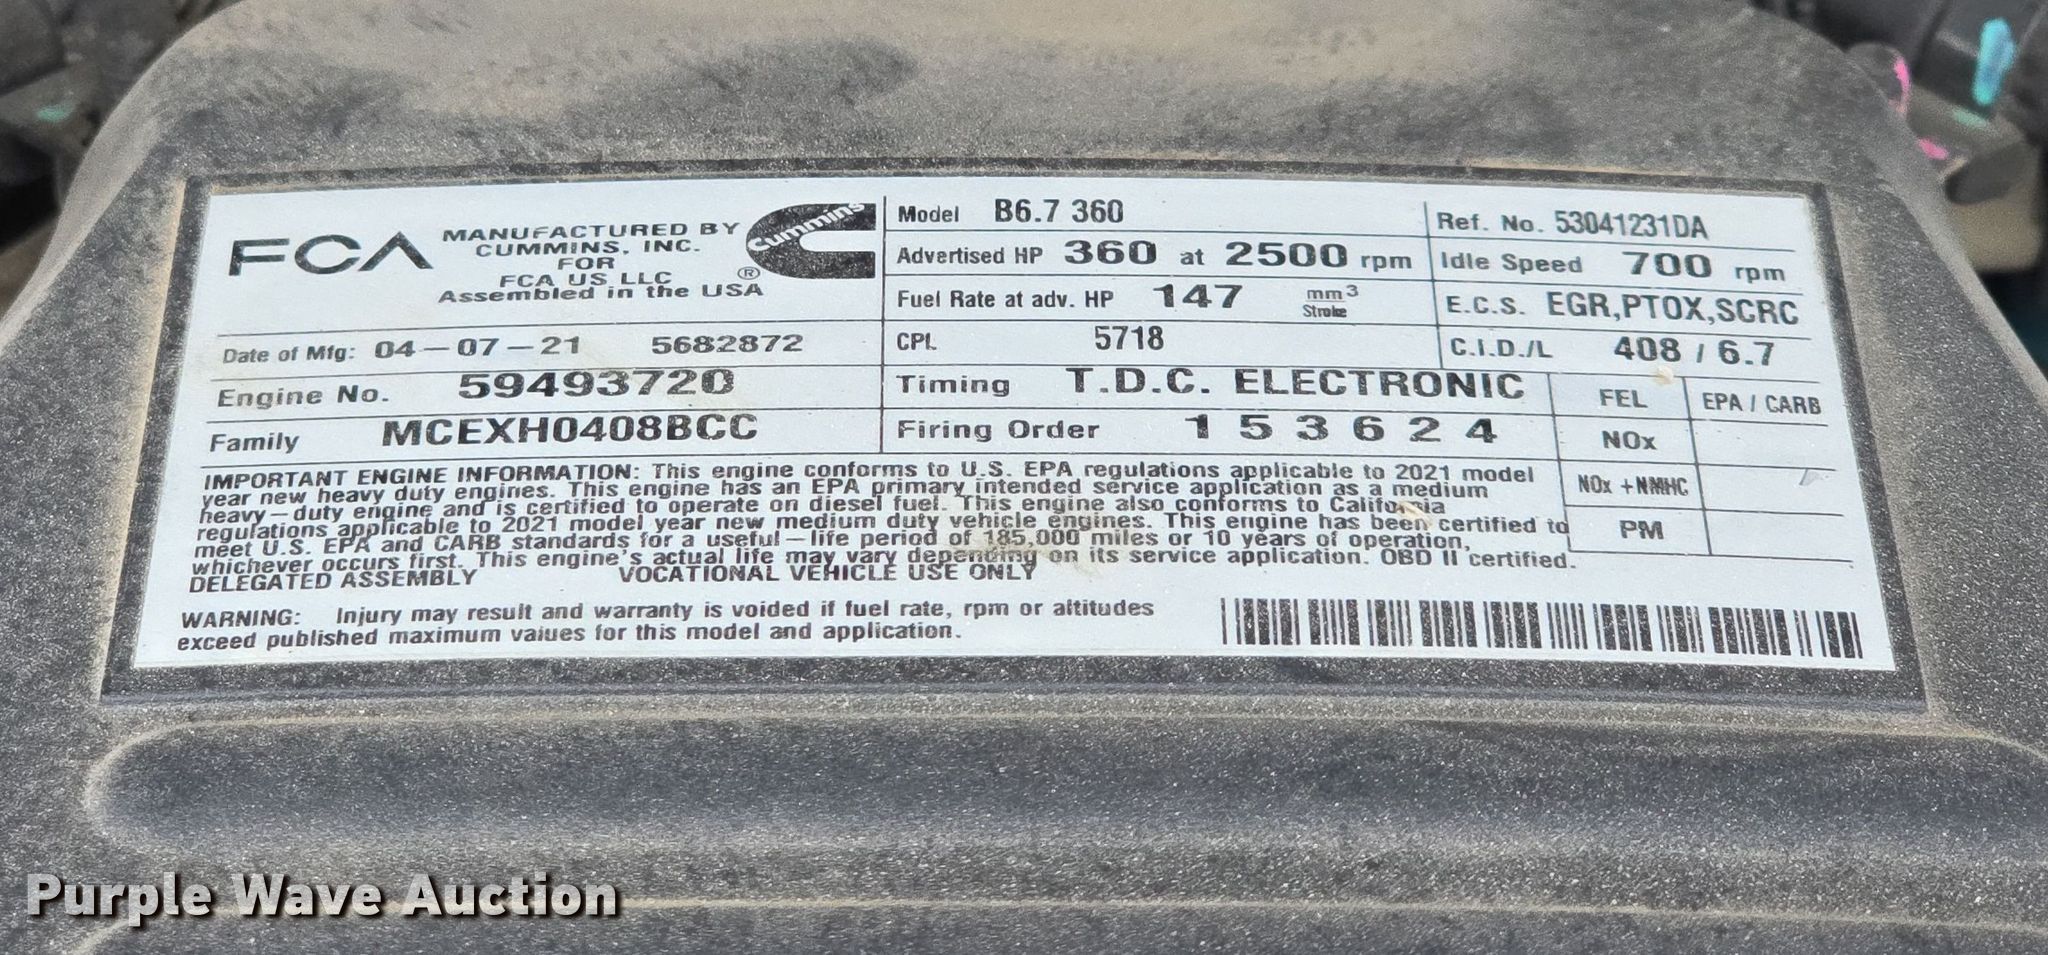 FCA
MANUFACTURED BY
CUMMINS, INC.
FOR
FCA US LLC
Assembled in the USA
Cummins
®
Date of Mfg: 04-07-21 5682872
Engine No. 59493720
Family MCEXH0408BCC
Model B6.7 360
Advertised HP 360 at 2500 rpm
Fuel Rate at adv. HP 147 mm3
Stroke
CPL 5718
Timing T.D.C. ELECTRONIC
Firing Order 1 5 3 6 2 4
Ref. No. 53041231DA
Idle Speed 700 rpm
E.C.S. EGR,PTOX,SCRC
C.I.D./L 408 / 6.7
FEL EPA / CARB
NOx
NOx +NMHC
PM
IMPORTANT ENGINE INFORMATION: This engine conforms to U.S. EPA regulations applicable to 2021 model
year new heavy duty engines. This engine has an EPA primary intended service application as a medium
heavy-duty engine and is certified to operate on diesel fuel. This engine also conforms to California
regulations applicable to 2021 model year new medium duty vehicle engines. This engine has been certified to
meet U.S. EPA and CARB standards for a useful-life period of 185,000 miles or 10 years of operation,
whichever occurs first. This engine's actual life may vary depending on its service application. OBD II certified.
DELEGATED ASSEMBLY VOCATIONAL VEHICLE USE ONLY
WARNING: Injury may result and warranty is voided if fuel rate, rpm or altitudes
exceed published maximum values for this model and application.
Purple Wave Auction